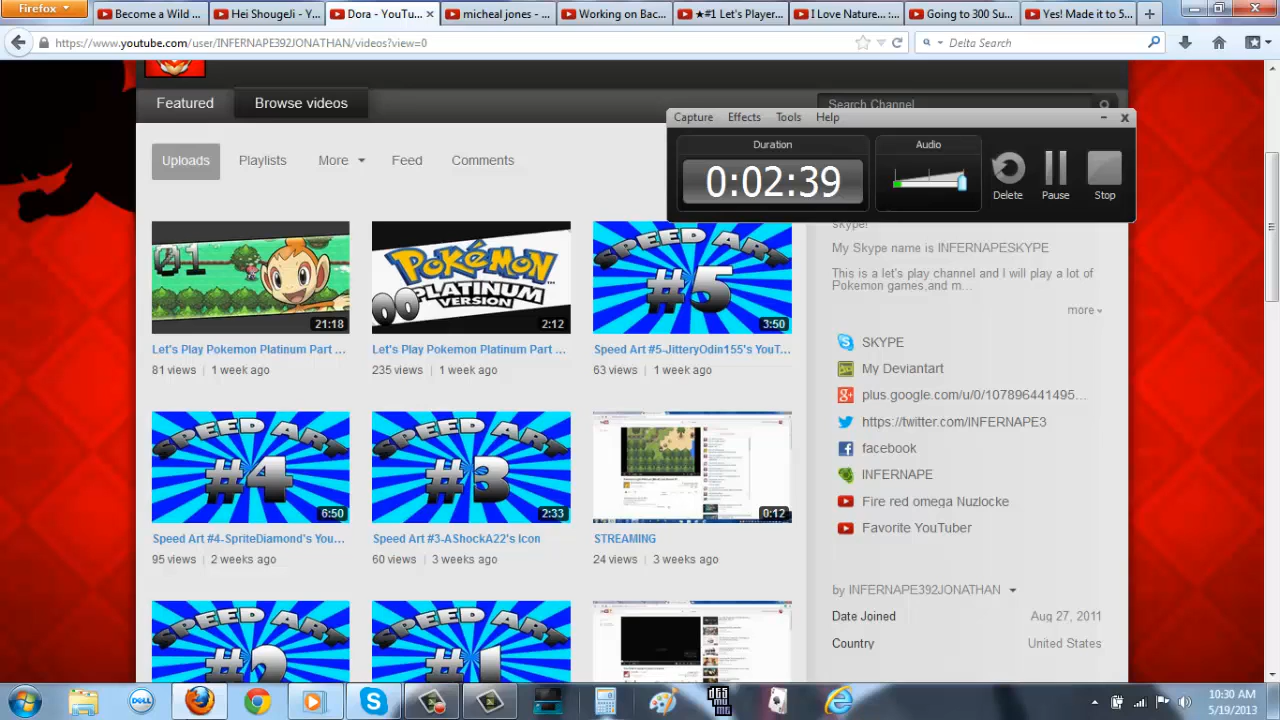 Firefox
Become a Wild ...
Hei ShougeJi - Y...
Dora - YouTu...
micheal jones - ...
Working on Bac...
★#1 Let's Player...
I Love Nature... ...
Going to 300 Su...
Yes! Made it to 5...
https://www.youtube.com/user/INFERNAPE392JONATHAN/videos?view=0
Delta Search
Featured
Browse videos
Search Channel
Capture Effects Tools Help
Duration
Audio
0:02:39
Delete
Pause
Stop
Uploads
Playlists
More
Feed
Comments
skype!
My Skype name is INFERNAPESKYPE
This is a let's play channel and I will play a lot of
Pokemon games,and m...
more
01
21:18
POKéMON
PLATINUM
VERSION
00
2:12
SPEED ART
#5
3:50
Let's Play Pokemon Platinum Part ...
81 views | 1 week ago
Let's Play Pokemon Platinum Part ...
235 views | 1 week ago
Speed Art #5-JitteryOdin155's YouT...
63 views | 1 week ago
SKYPE
My Deviantart
plus.google.com/u/0/107896441495...
https://twitter.com/INFERNAPE3
facebook
INFERNAPE
Fire red omega Nuzlocke
Favorite YouTuber
SPEED ART
#4
6:50
SPEED ART
#3
2:33
0:12
Speed Art #4-SpriteDiamond's You...
95 views | 2 weeks ago
Speed Art #3-AShockA22's Icon
60 views | 3 weeks ago
STREAMING
24 views | 3 weeks ago
by INFERNAPE392JONATHAN
Date Joined
Aug 27, 2011
Country
United States
SPEED ART
SPEED ART
DELL
10:30 AM
5/19/2013